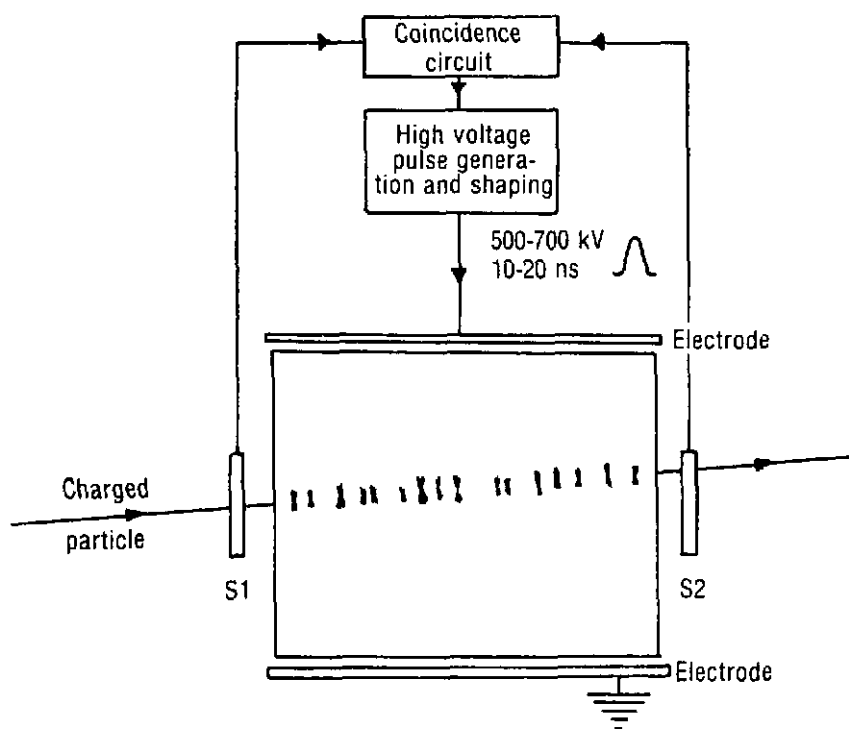 Coincidence
circuit
High voltage
pulse genera-
tion and shaping
500-700 kV
10-20 ns
Electrode
Charged
particle
S1
S2
Electrode